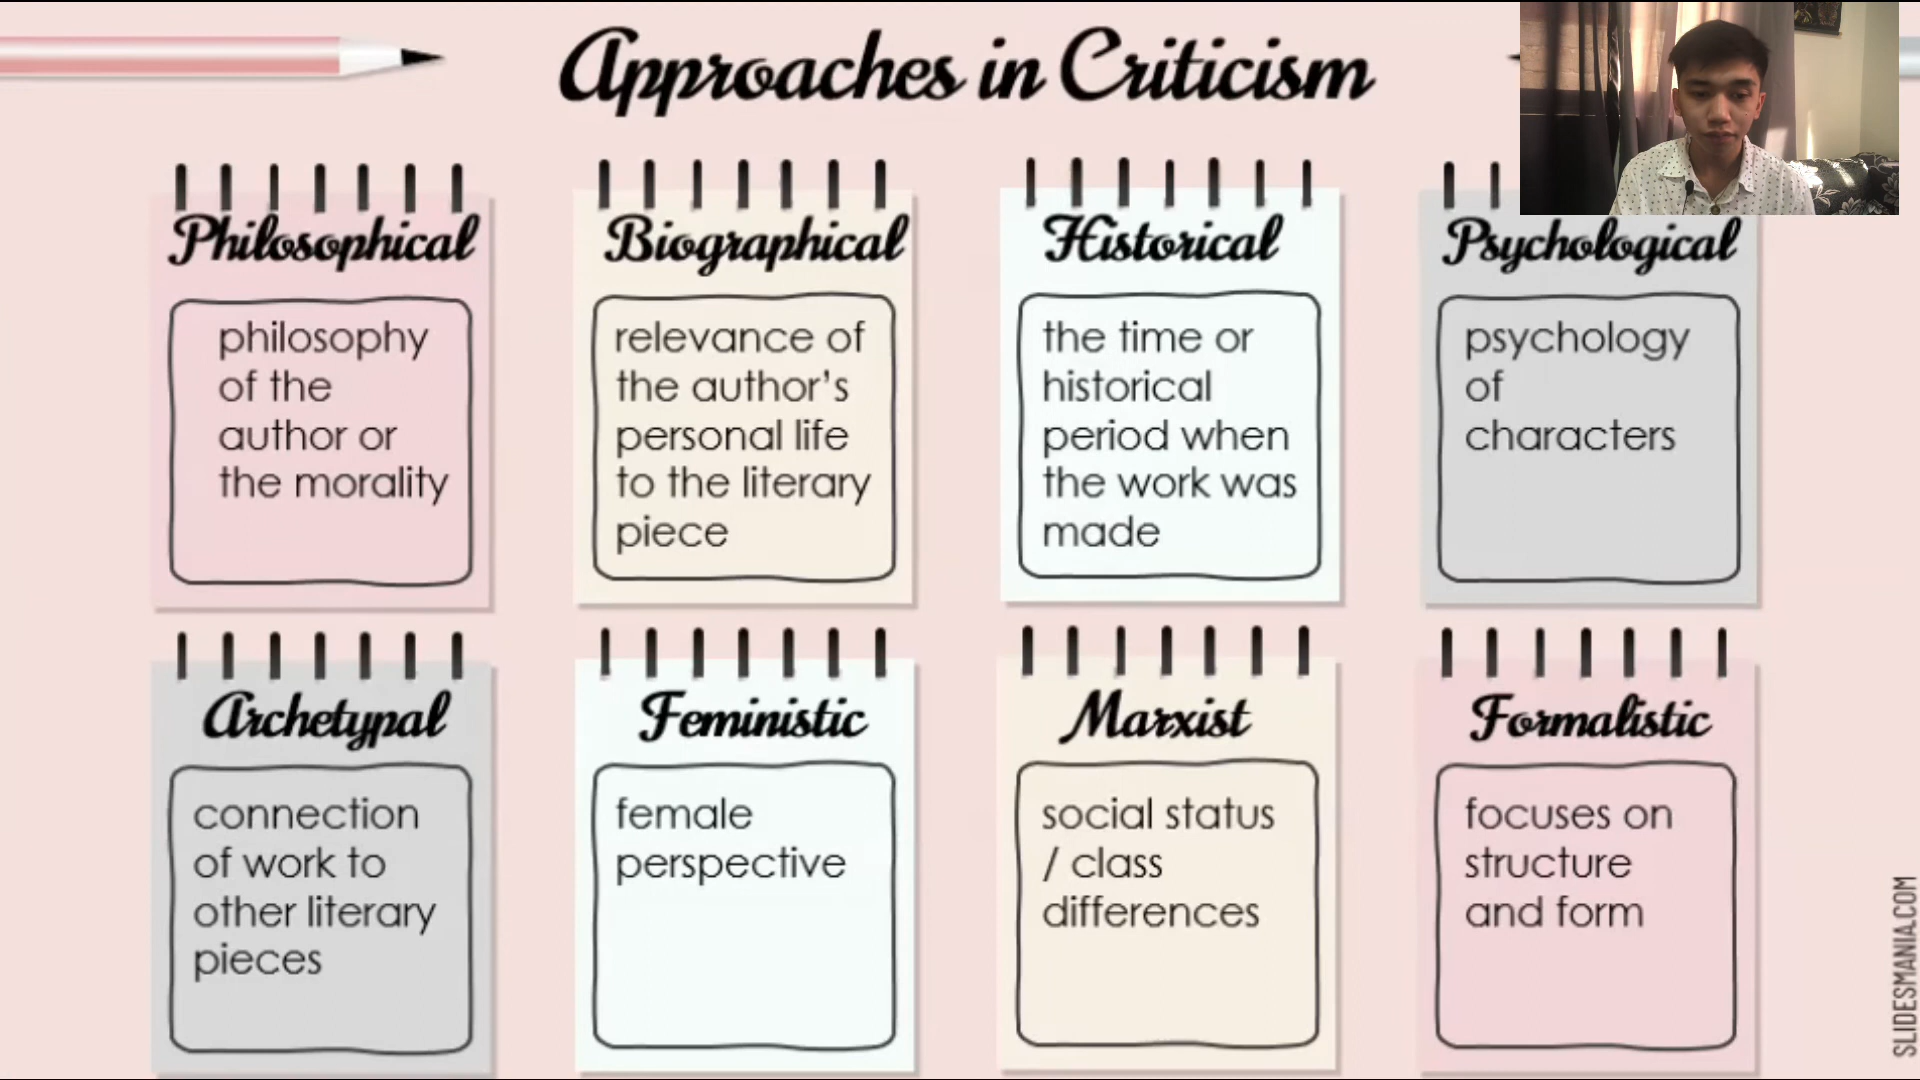 Approaches in Criticism
Philosophical
philosophy
of the
author or
the morality
Biographical
relevance of
the author's
personal life
to the literary
piece
Historical
the time or
historical
period when
the work was
made
Psychological
psychology
of
characters
Archetypal
connection
of work to
other literary
pieces
Feministic
female
perspective
Marxist
social status
/ class
differences
Formalistic
focuses on
structure
and form
SLIDESMANIA.COM